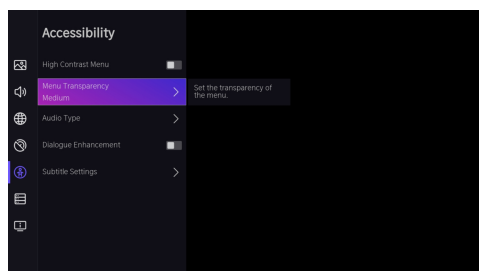 Accessibility
High Contrast Menu
Menu Transparency
Medium
Set the transparency of
the menu.
Audio Type
Dialogue Enhancement
Subtitle Settings